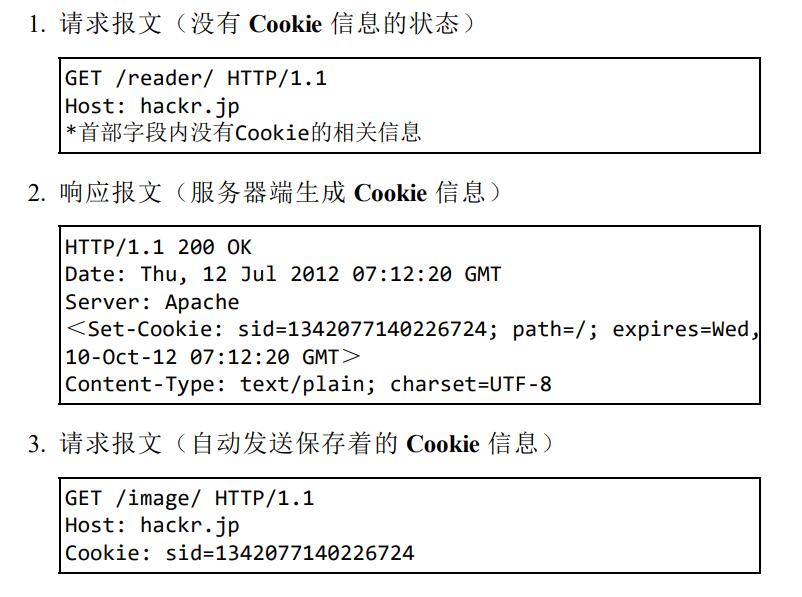 1. 请求报文（没有 Cookie 信息的状态）
GET /reader/ HTTP/1.1
Host: hackr.jp
*首部字段内没有Cookie的相关信息
2. 响应报文（服务器端生成 Cookie 信息）
HTTP/1.1 200 OK
Date: Thu, 12 Jul 2012 07:12:20 GMT
Server: Apache
＜Set-Cookie: sid=1342077140226724; path=/; expires=Wed,
10-Oct-12 07:12:20 GMT＞
Content-Type: text/plain; charset=UTF-8
3. 请求报文（自动发送保存着的 Cookie 信息）
GET /image/ HTTP/1.1
Host: hackr.jp
Cookie: sid=1342077140226724